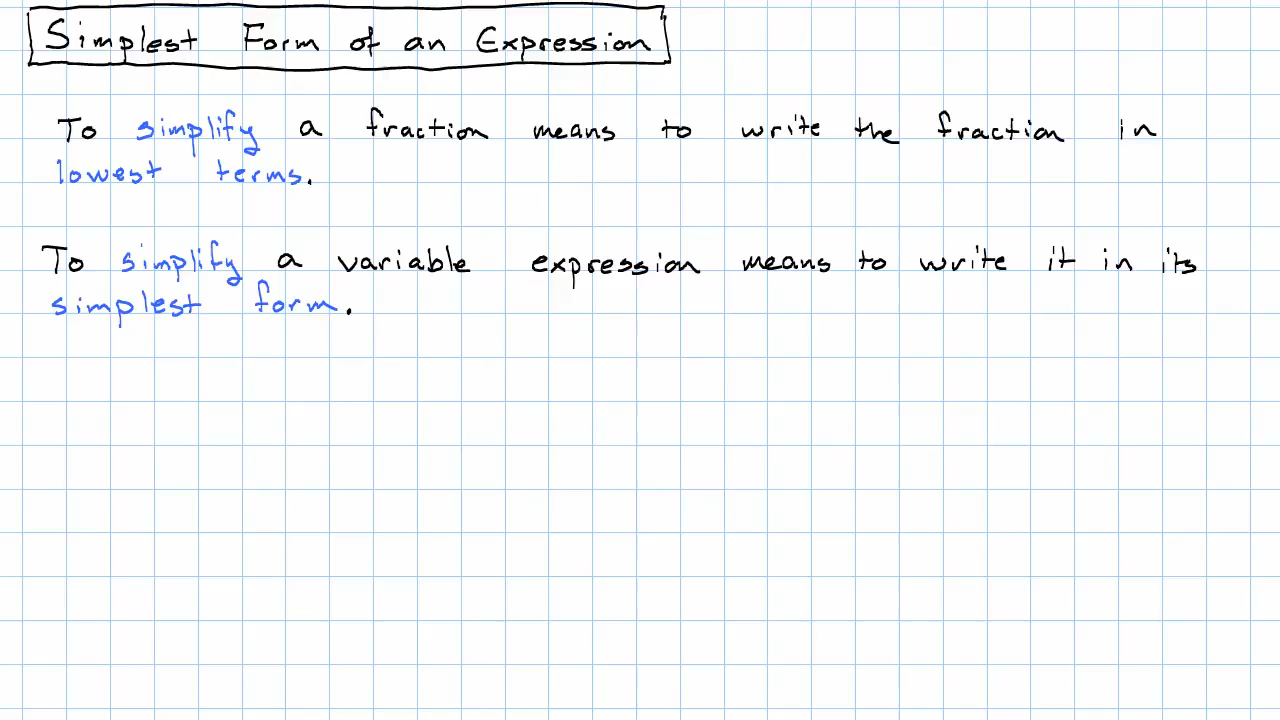 Simplest Form of an Expression
To simplify a fraction means to write the fraction in
lowest terms.
To simplify a variable expression means to write it in its
simplest form.